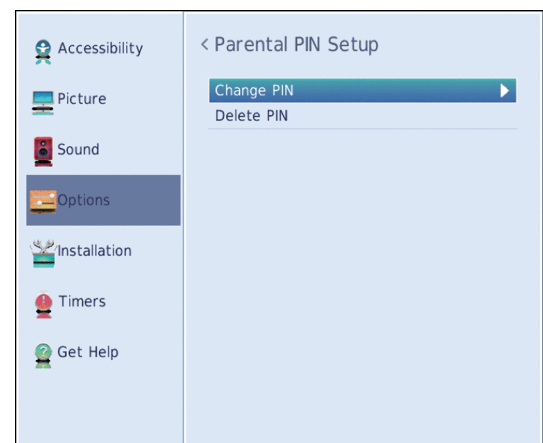 Accessibility
Picture
Sound
Options
Installation
Timers
Get Help
< Parental PIN Setup
Change PIN
Delete PIN